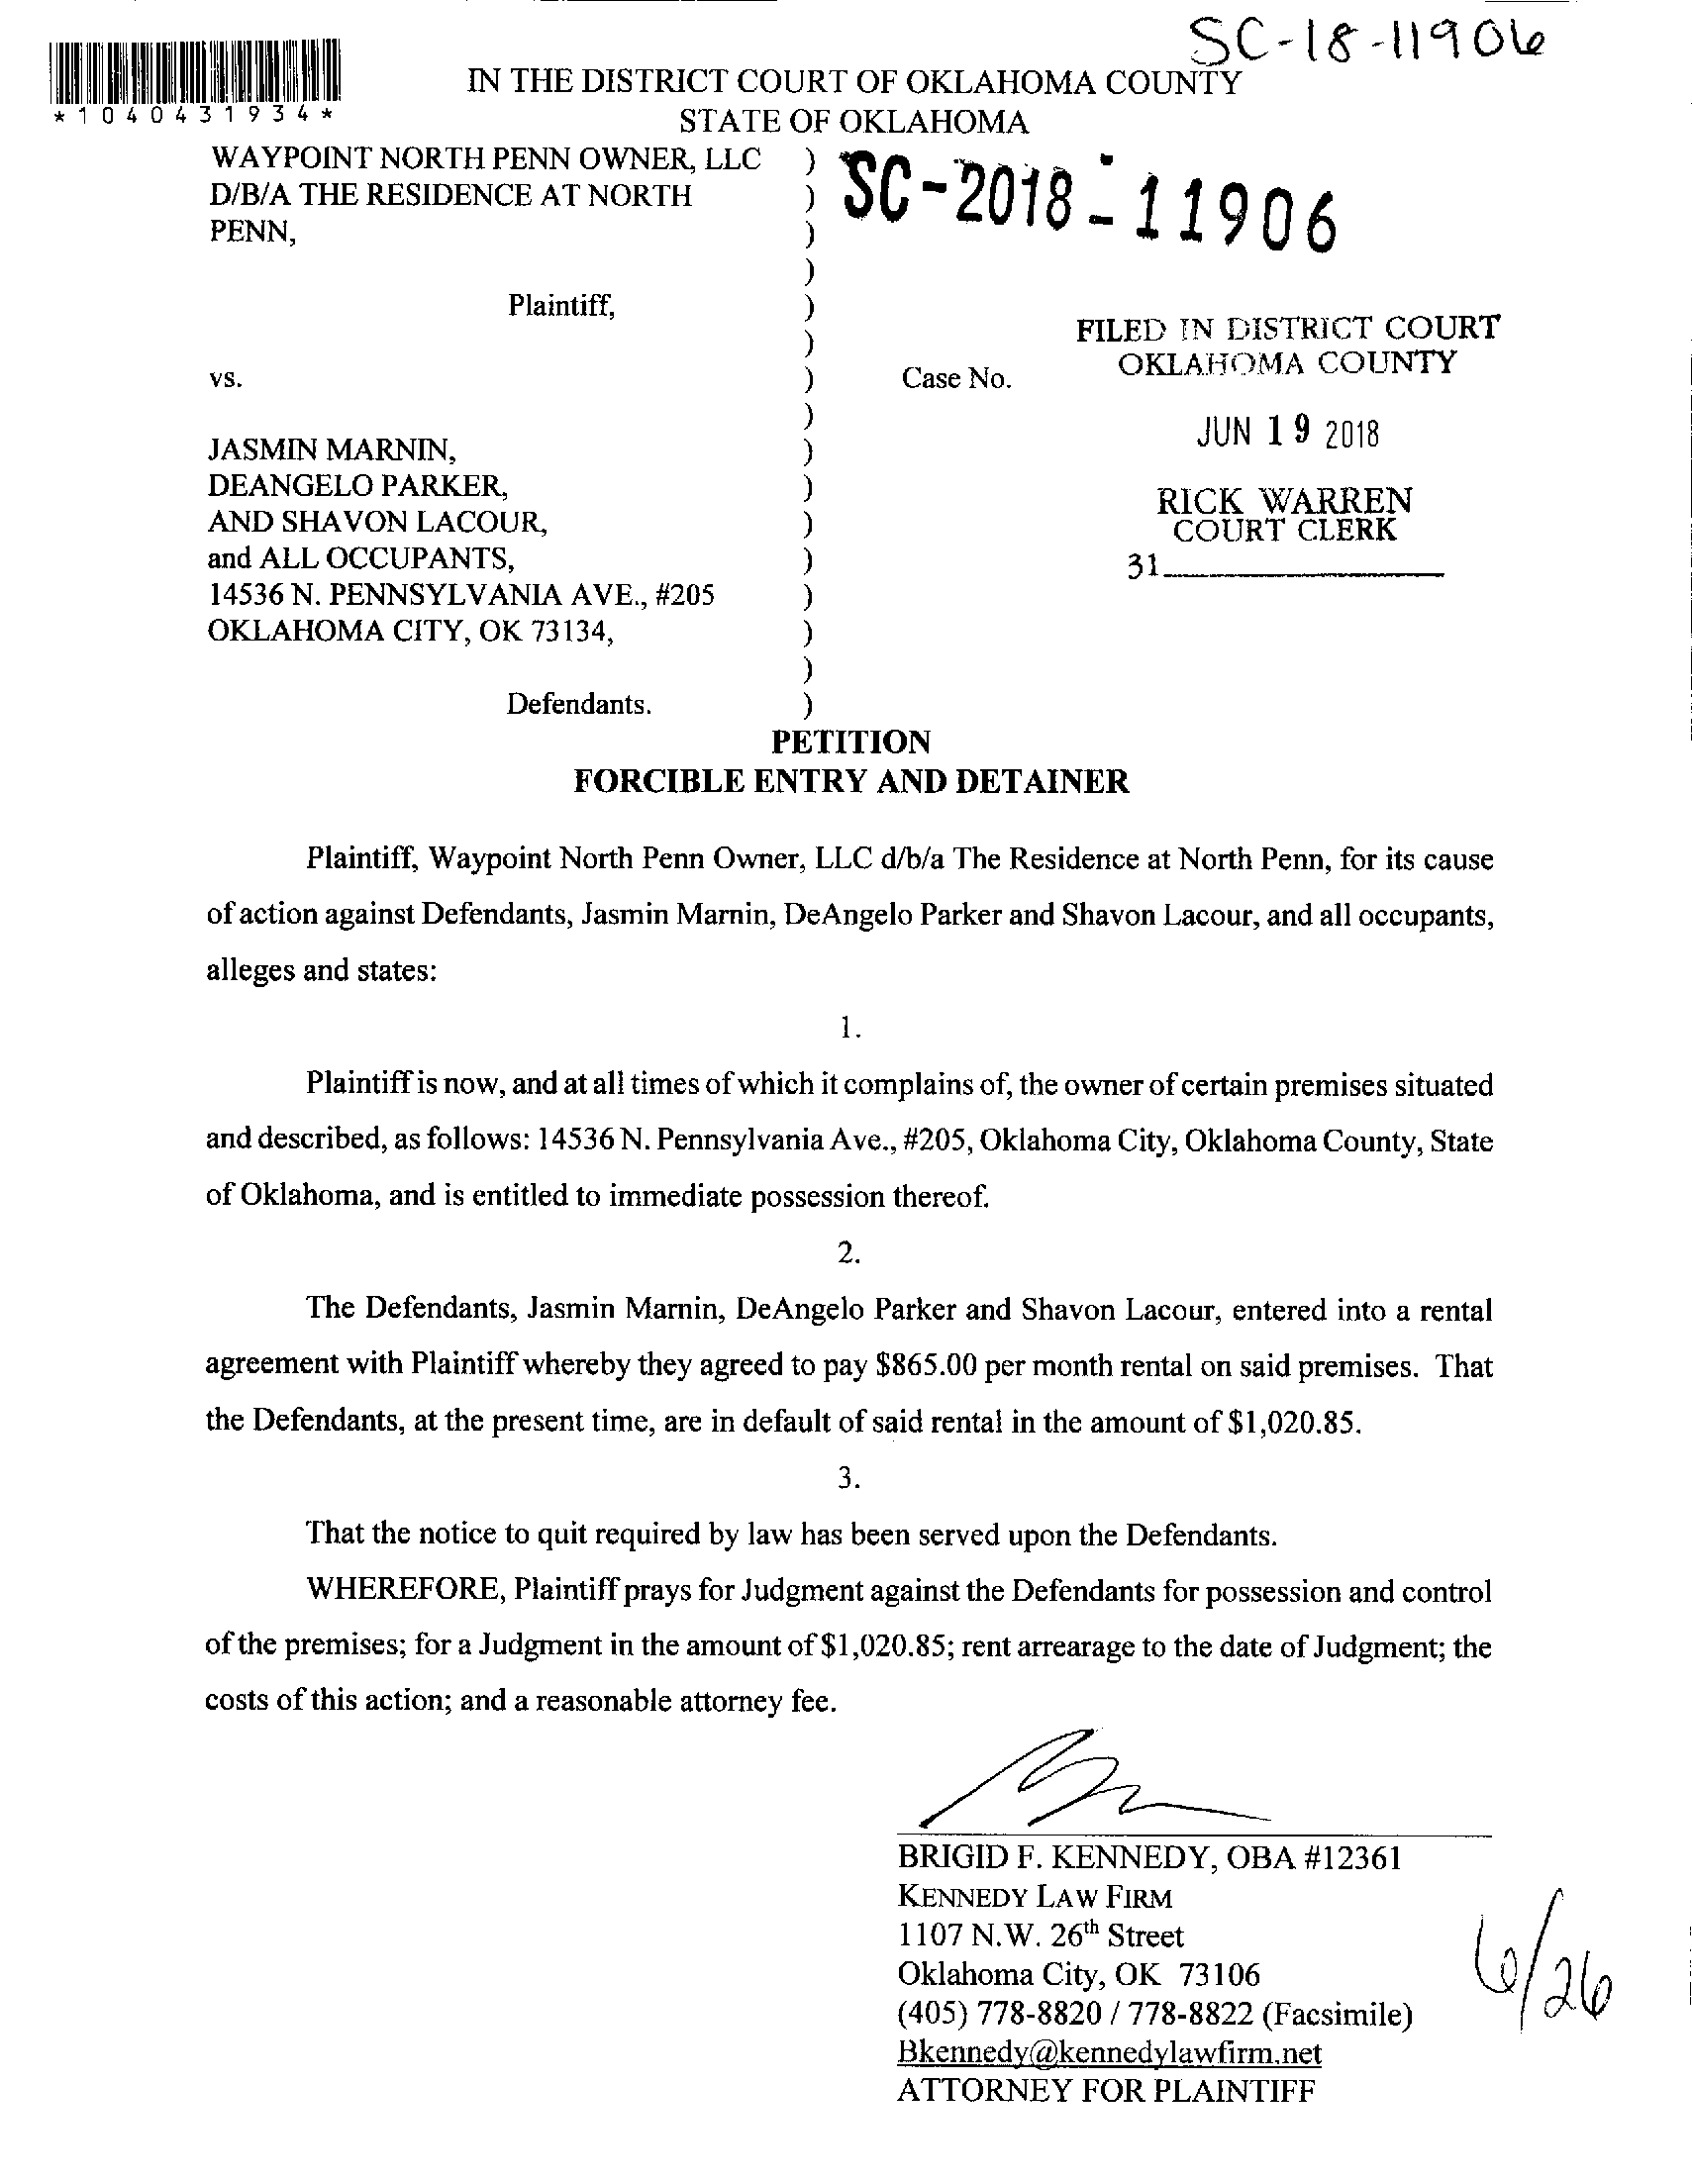 SC-18-11906
*1040431934*
IN THE DISTRICT COURT OF OKLAHOMA COUNTY
STATE OF OKLAHOMA
WAYPOINT NORTH PENN OWNER, LLC )
D/B/A THE RESIDENCE AT NORTH )
PENN, )
SC-2018-11906
)
Plaintiff, )
)
vs. ) Case No.
FILED IN DISTRICT COURT
OKLAHOMA COUNTY
JUN 19 2018
RICK WARREN
COURT CLERK
31
)
JASMIN MARNIN, )
DEANGELO PARKER, )
AND SHAVON LACOUR, )
and ALL OCCUPANTS, )
14536 N. PENNSYLVANIA AVE., #205 )
OKLAHOMA CITY, OK 73134, )
)
Defendants. )
PETITION
FORCIBLE ENTRY AND DETAINER
Plaintiff, Waypoint North Penn Owner, LLC d/b/a The Residence at North Penn, for its cause
of action against Defendants, Jasmin Marnin, DeAngelo Parker and Shavon Lacour, and all occupants,
alleges and states:
1.
Plaintiff is now, and at all times of which it complains of, the owner of certain premises situated
and described, as follows: 14536 N. Pennsylvania Ave., #205, Oklahoma City, Oklahoma County, State
of Oklahoma, and is entitled to immediate possession thereof.
2.
The Defendants, Jasmin Marnin, DeAngelo Parker and Shavon Lacour, entered into a rental
agreement with Plaintiff whereby they agreed to pay $865.00 per month rental on said premises. That
the Defendants, at the present time, are in default of said rental in the amount of $1,020.85.
3.
That the notice to quit required by law has been served upon the Defendants.
WHEREFORE, Plaintiff prays for Judgment against the Defendants for possession and control
of the premises; for a Judgment in the amount of $1,020.85; rent arrearage to the date of Judgment; the
costs of this action; and a reasonable attorney fee.
BRIGID F. KENNEDY, OBA #12361
KENNEDY LAW FIRM
1107 N.W. 26th Street
Oklahoma City, OK 73106
(405) 778-8820 / 778-8822 (Facsimile)
Bkennedy@kennedylawfirm.net
ATTORNEY FOR PLAINTIFF
6/26